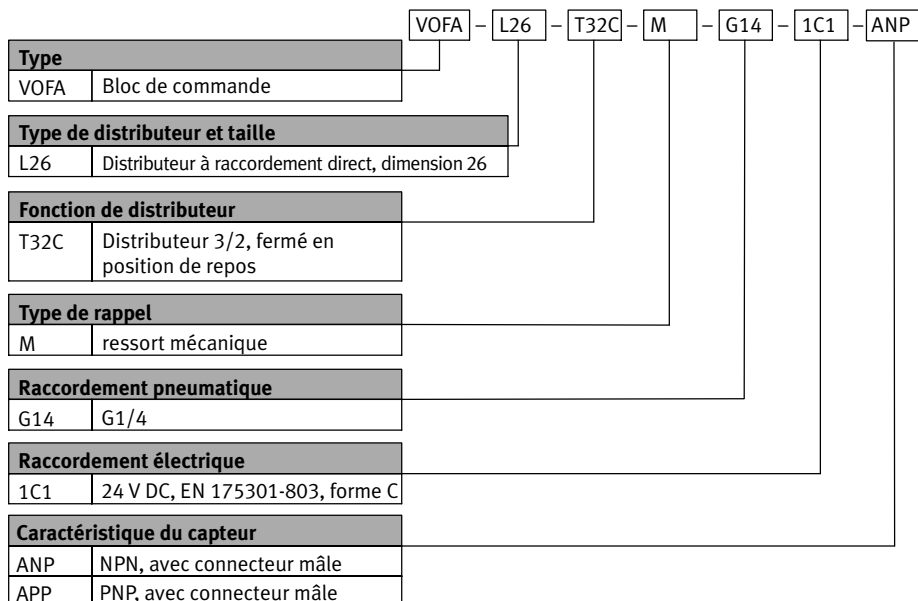 VOFA – L26 – T32C – M – G14 – 1C1 – ANP
Type
VOFA Bloc de commande
Type de distributeur et taille
L26 Distributeur à raccordement direct, dimension 26
Fonction de distributeur
T32C Distributeur 3/2, fermé en
position de repos
Type de rappel
M ressort mécanique
Raccordement pneumatique
G14 G1/4
Raccordement électrique
1C1 24 V DC, EN 175301-803, forme C
Caractéristique du capteur
ANP NPN, avec connecteur mâle
APP PNP, avec connecteur mâle